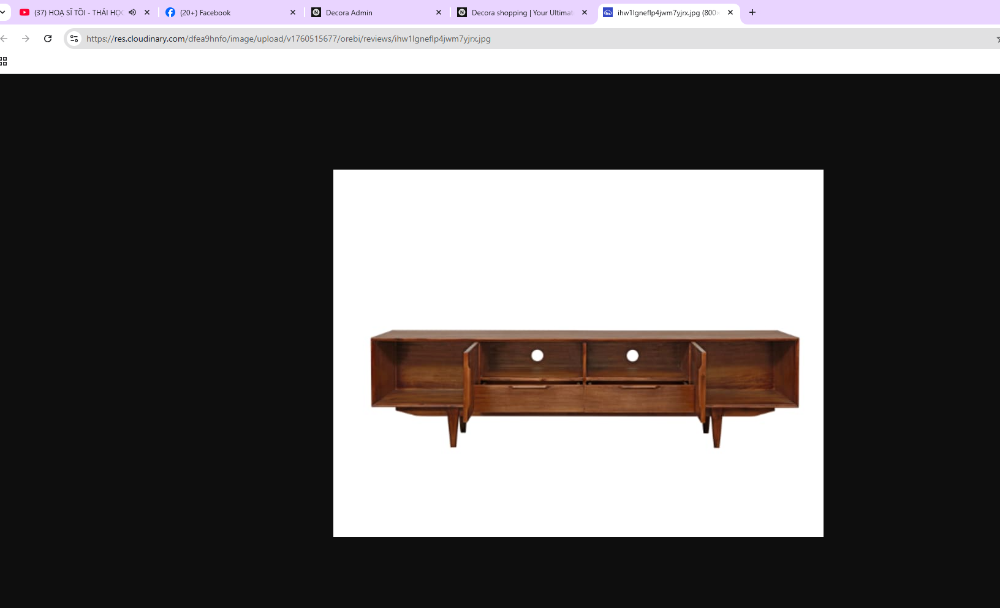 (37) HOẠ SĨ TỒI - THÁI HỌC
(20+) Facebook
Decora Admin
Decora shopping | Your Ultimat
ihw1lgneflp4jwm7yjrx.jpg (800×
https://res.cloudinary.com/dfea9hnfo/image/upload/v1760515677/orebi/reviews/ihw1lgneflp4jwm7yjrx.jpg